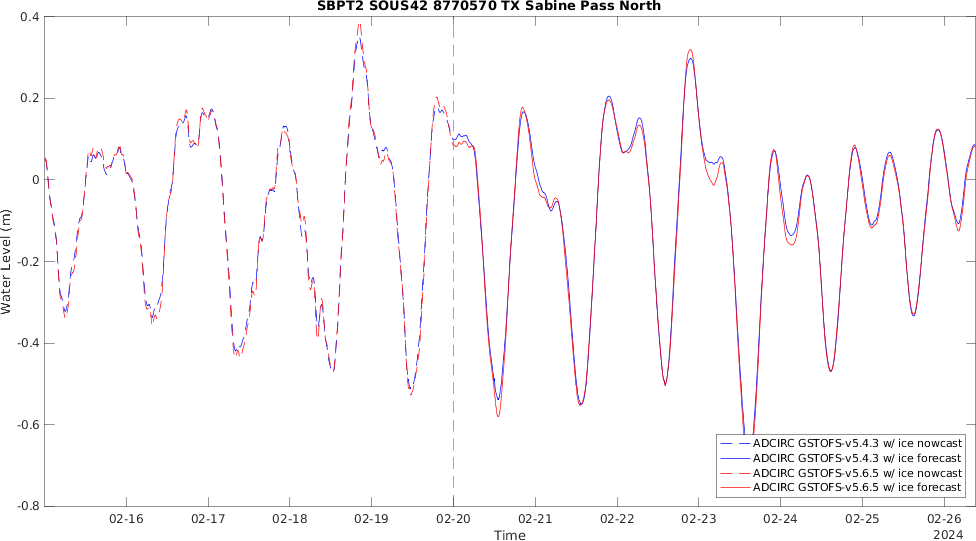 SBPT2 SOUS42 8770570 TX Sabine Pass North
Water Level (m)
0.4
0.2
0
-0.2
-0.4
-0.6
-0.8
ADCIRC GSTOFS-v5.4.3 w/ ice nowcast
ADCIRC GSTOFS-v5.4.3 w/ ice forecast
ADCIRC GSTOFS-v5.6.5 w/ ice nowcast
ADCIRC GSTOFS-v5.6.5 w/ ice forecast
02-16 02-17 02-18 02-19 02-20 02-21 02-22 02-23 02-24 02-25 02-26
Time 2024